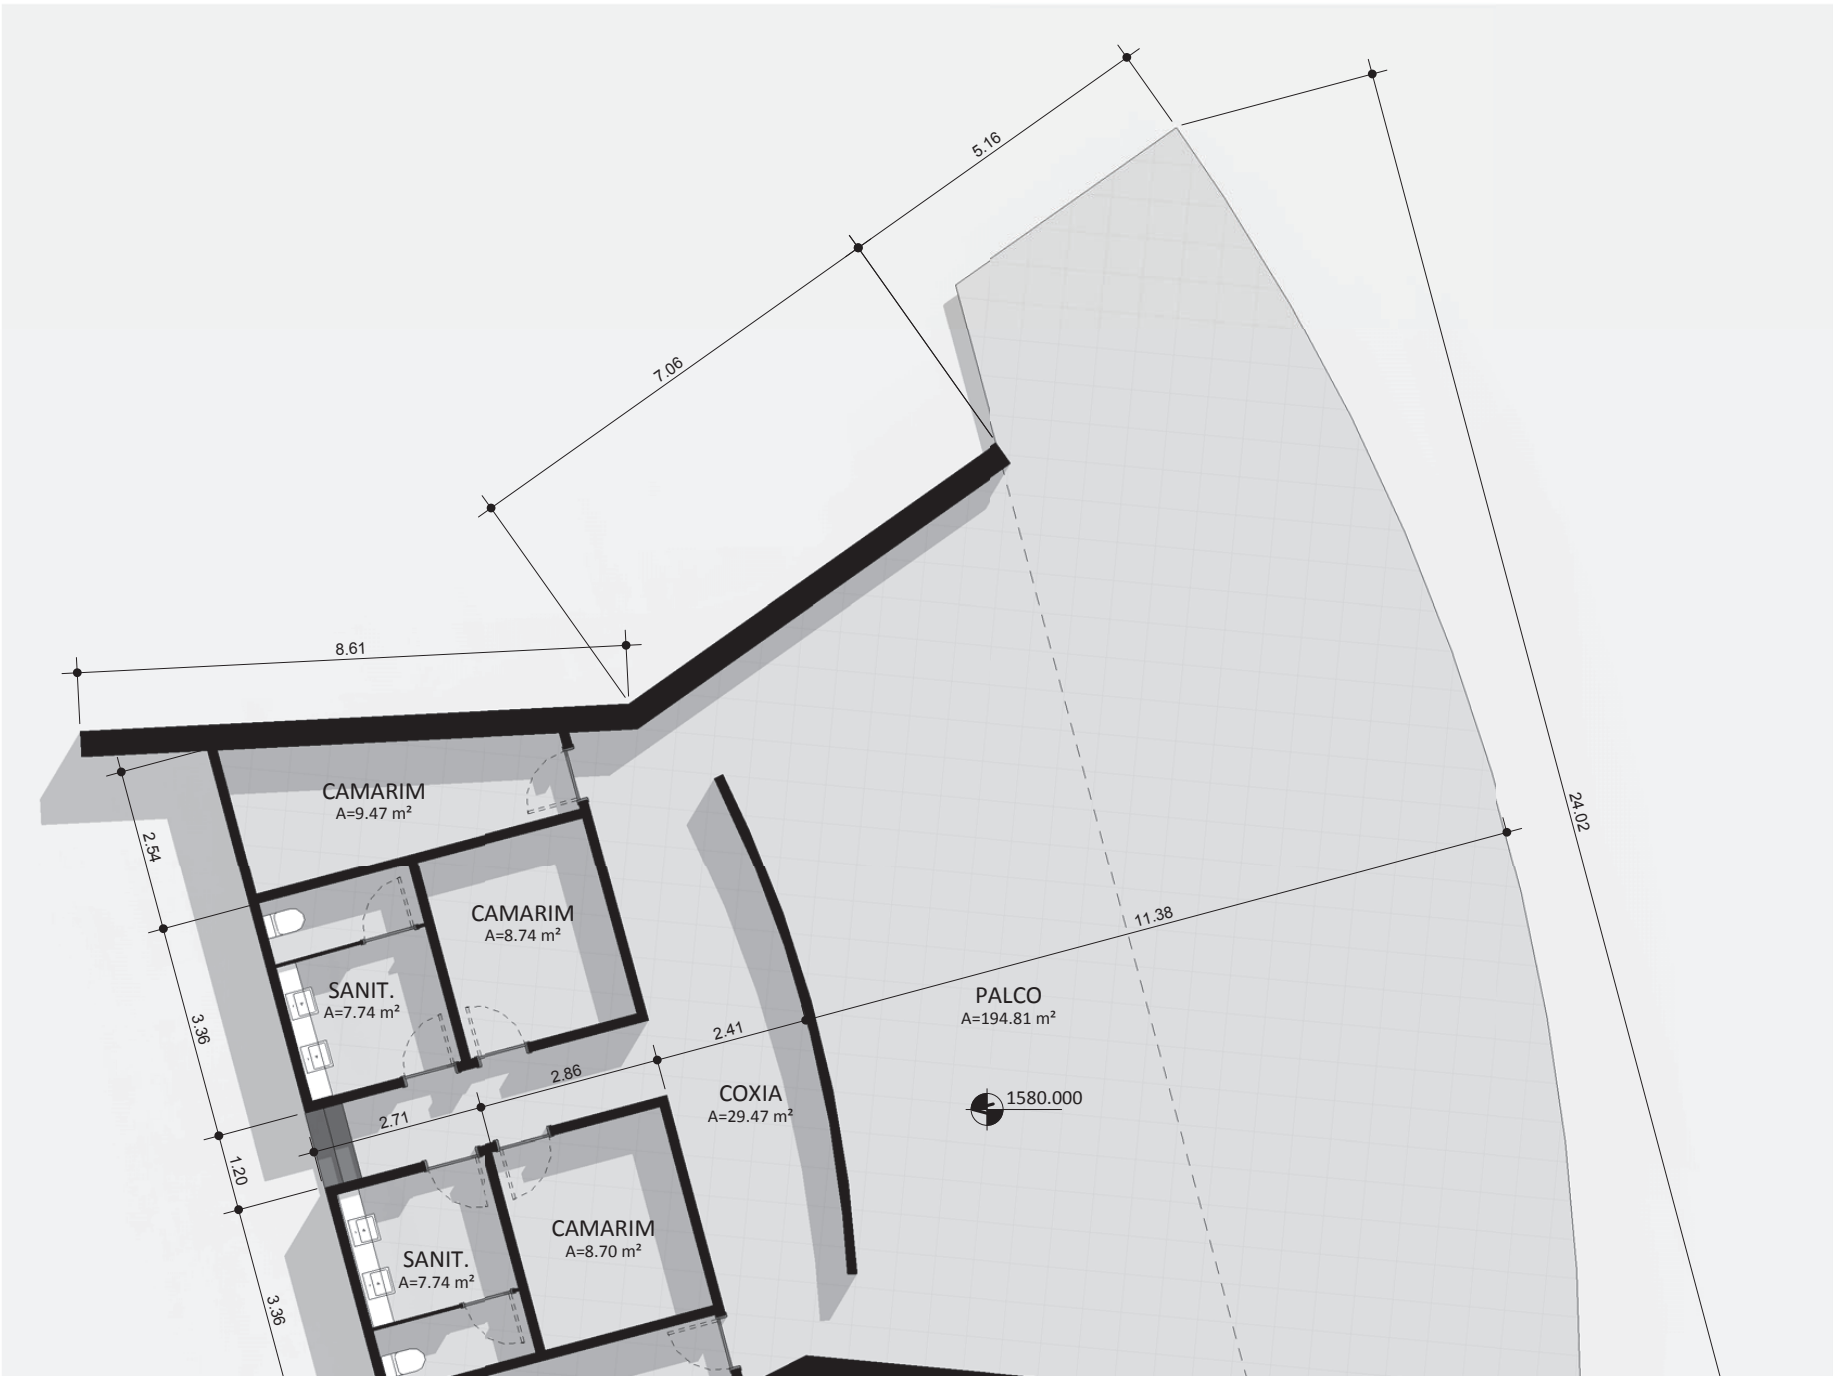 5.16
7.06
8.61
24.02
CAMARIM
A=9.47 m²
2.54
CAMARIM
A=8.74 m²
11.38
SANIT.
A=7.74 m²
PALCO
A=194.81 m²
3.36
2.41
2.86
COXIA
A=29.47 m²
1580.000
2.71
1.20
CAMARIM
A=8.70 m²
SANIT.
A=7.74 m²
3.36